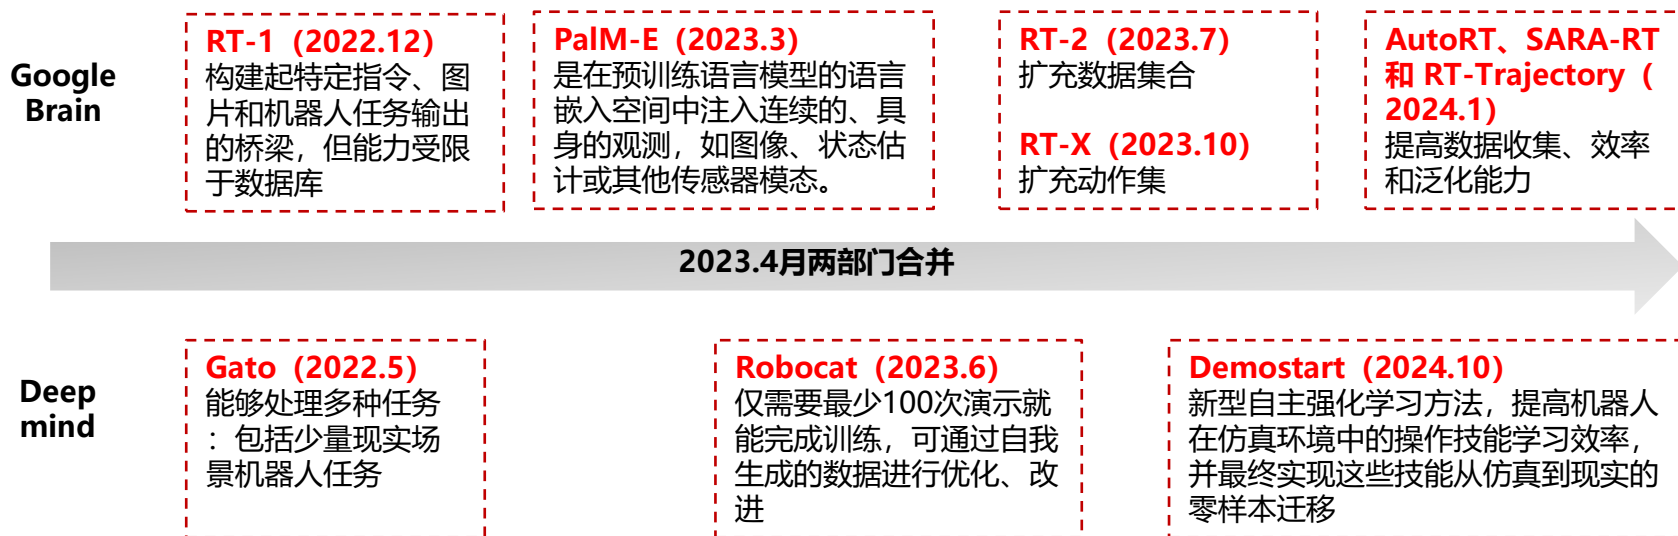 Google
Brain
RT-1（2022.12）
构建起特定指令、图
片和机器人任务输出
的桥梁，但能力受限
于数据库
PalM-E（2023.3）
是在预训练语言模型的语言
嵌入空间中注入连续的、具
身的观测，如图像、状态估
计或其他传感器模态。
RT-2（2023.7）
扩充数据集合
RT-X（2023.10）
扩充动作集
AutoRT、SARA-RT
和 RT-Trajectory（
2024.1）
提高数据收集、效率
和泛化能力
2023.4月两部门合并
Deep
mind
Gato（2022.5）
能够处理多种任务
：包括少量现实场
景机器人任务
Robocat（2023.6）
仅需要最少100次演示就
能完成训练，可通过自我
生成的数据进行优化、改
进
Demostart（2024.10）
新型自主强化学习方法，提高机器人
在仿真环境中的操作技能学习效率，
并最终实现这些技能从仿真到现实的
零样本迁移